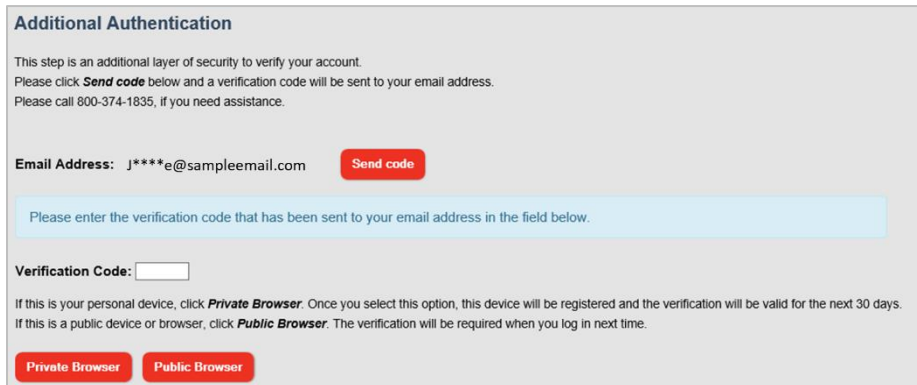 Additional Authentication
This step is an additional layer of security to verify your account.
Please click Send code below and a verification code will be sent to your email address.
Please call 800-374-1835, if you need assistance.
Email Address: J****e@sampleemail.com Send code
Please enter the verification code that has been sent to your email address in the field below.
Verification Code:
If this is your personal device, click Private Browser. Once you select this option, this device will be registered and the verification will be valid for the next 30 days.
If this is a public device or browser, click Public Browser. The verification will be required when you log in next time.
Private Browser Public Browser